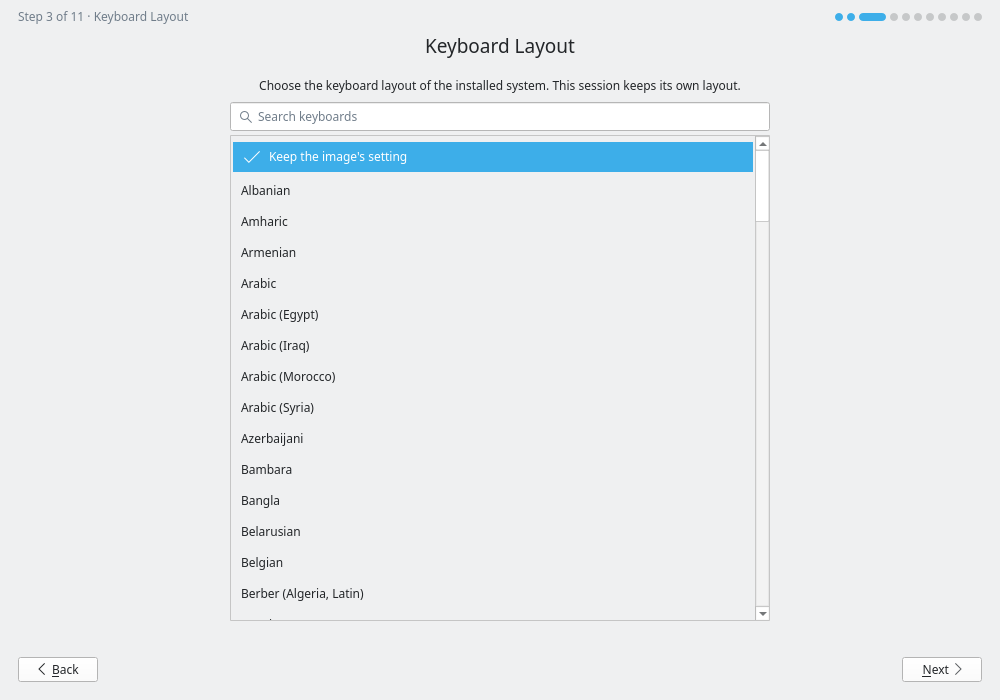 Step 3 of 11 · Keyboard Layout
Keyboard Layout
Choose the keyboard layout of the installed system. This session keeps its own layout.
Search keyboards
Keep the image's setting
Albanian
Amharic
Armenian
Arabic
Arabic (Egypt)
Arabic (Iraq)
Arabic (Morocco)
Arabic (Syria)
Azerbaijani
Bambara
Bangla
Belarusian
Belgian
Berber (Algeria, Latin)
Back
Next